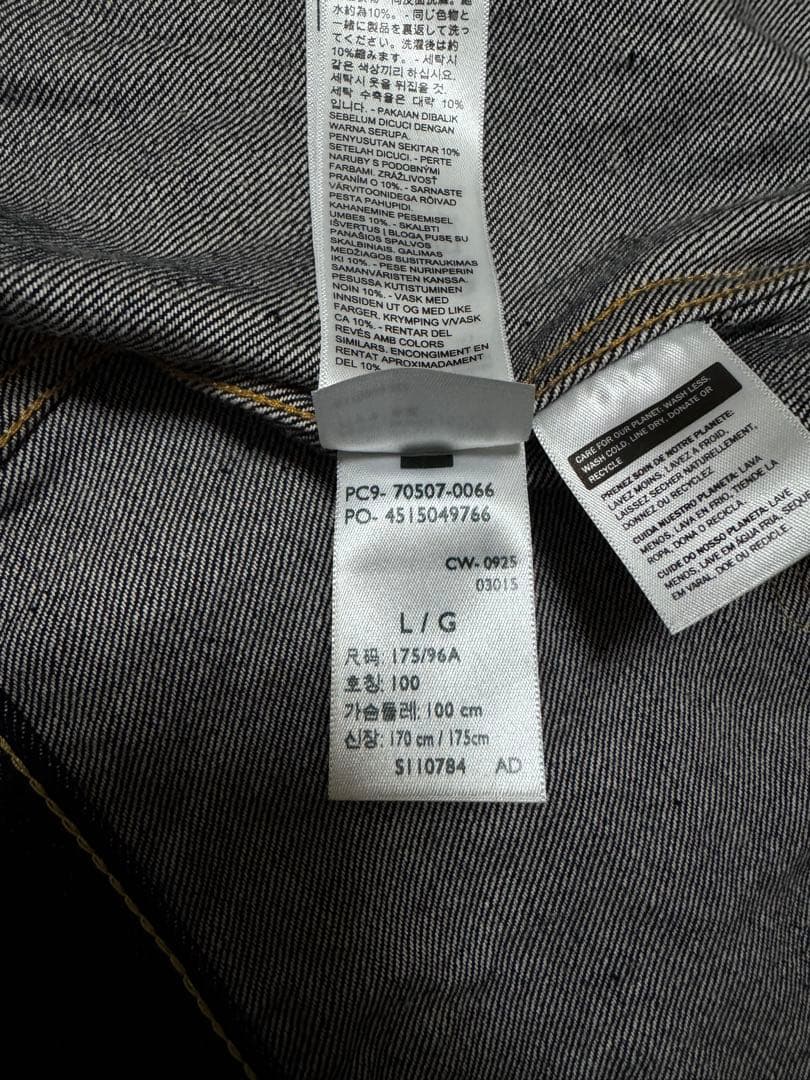 水約為10%。- 同じ色物と
一緒に製品を裏返して洗っ
てください。洗濯後は約
10%縮みます。- 세탁시
같은 색상끼리 하십시요.
세탁시 옷을 뒤집을 것.
세탁 수축율은 대략 10%
입니다. - PAKAIAN DIBALIK
SEBELUM DICUCI DENGAN
WARNA SERUPA.
PENYUSUTAN SEKITAR 10%
SETELAH DICUCI. - PERTE
NARUBY S PODOBNÝMI
FARBAMI. ZRÁŽLIVOSŤ
PRANÍM O 10%. - SARNASTE
VÄRVITOONIDEGA RÕIVAD
PESTA PAHUPIDI.
KAHANEMINE PESEMISEL
UMBES 10%. - SKALBTI
IŠVERTUS Į BLOGĄ PUSĘ SU
PANAŠIOS SPALVOS
SKALBINIAIS. GALIMAS
MEDŽIAGOS SUSITRAUKIMAS
IKI 10%. - PESE NURINPERIN
SAMANVÄRISTEN KANSSA.
PESUSSA KUTISTUMINEN
NOIN 10%. - VASK MED
INNSIDEN UT OG MED LIKE
FARGER. KRYMPING V/VASK
CA 10%. - RENTAR DEL
REVÉS AMB COLORS
SIMILARS. ENCONGIMENT EN
RENTAT APROXIMADAMENT
DEL 10%
PC9- 70507-0066
PO- 4515049766
CW- 0925
03015
L / G
尺码 175/96A
호칭: 100
가슴둘레: 100 cm
신장: 170 cm / 175cm
S110784 AD
CARE FOR OUR PLANET: WASH LESS,
WASH COLD, LINE DRY, DONATE OR
RECYCLE
PRENEZ SOIN DE NOTRE PLANÈTE:
LAVEZ MOINS, LAVEZ A FROID,
LAISSEZ SÉCHER NATURELLEMENT,
DONNEZ OU RECYCLEZ
CUIDA NUESTRO PLANETA: LAVA
MENOS, LAVA EN FRIO, TIENDE LA
ROPA, DONA O RECICLA
CUIDE DO NOSSO PLANETA: LAVE
MENOS, LAVE EM ÁGUA FRIA, SEQUE
EM VARAL, DOE OU RECICLE